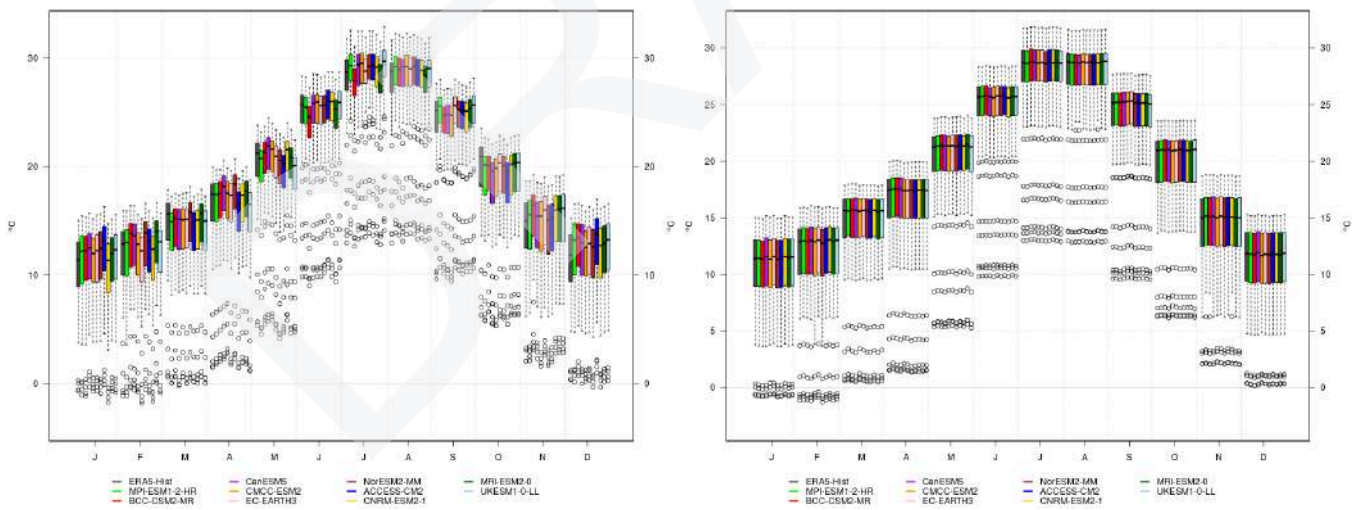 30
20
10
0
°C
30
20
10
0
°C
J F M A M J J A S O N D
ERA5-Hist
MPI-ESM1-2-HR
BCC-CSM2-MR
CanESM5
CMCC-ESM2
EC-EARTH3
NorESM2-MM
ACCESS-CM2
CNRM-ESM2-1
MRI-ESM2-0
UKESM1-0-LL
30
25
20
15
10
5
0
°C
30
25
20
15
10
5
0
°C
J F M A M J J A S O N D
ERA5-Hist
MPI-ESM1-2-HR
BCC-CSM2-MR
CanESM5
CMCC-ESM2
EC-EARTH3
NorESM2-MM
ACCESS-CM2
CNRM-ESM2-1
MRI-ESM2-0
UKESM1-0-LL